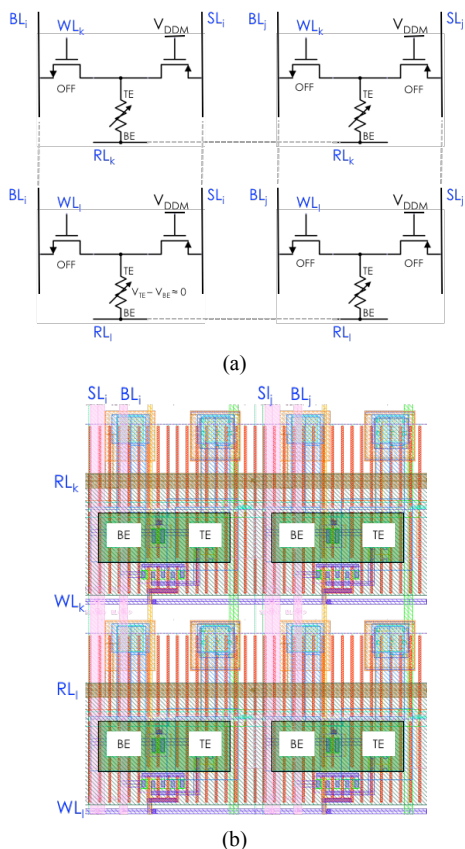 BLi SLi BLj SLj
WLk VDDM WLk VDDM
OFF TE OFF TE
BE BE
RLk RLk
BLi SLi BLj SLj
WLl VDDM WLl VDDM
OFF TE OFF TE
VTE – VBE ≈ 0
BE BE
RLl RLl
(a)
SLi BLi Slj BLj
RLk
BE TE BE TE
WLk
RLl
BE TE BE TE
WLl
(b)